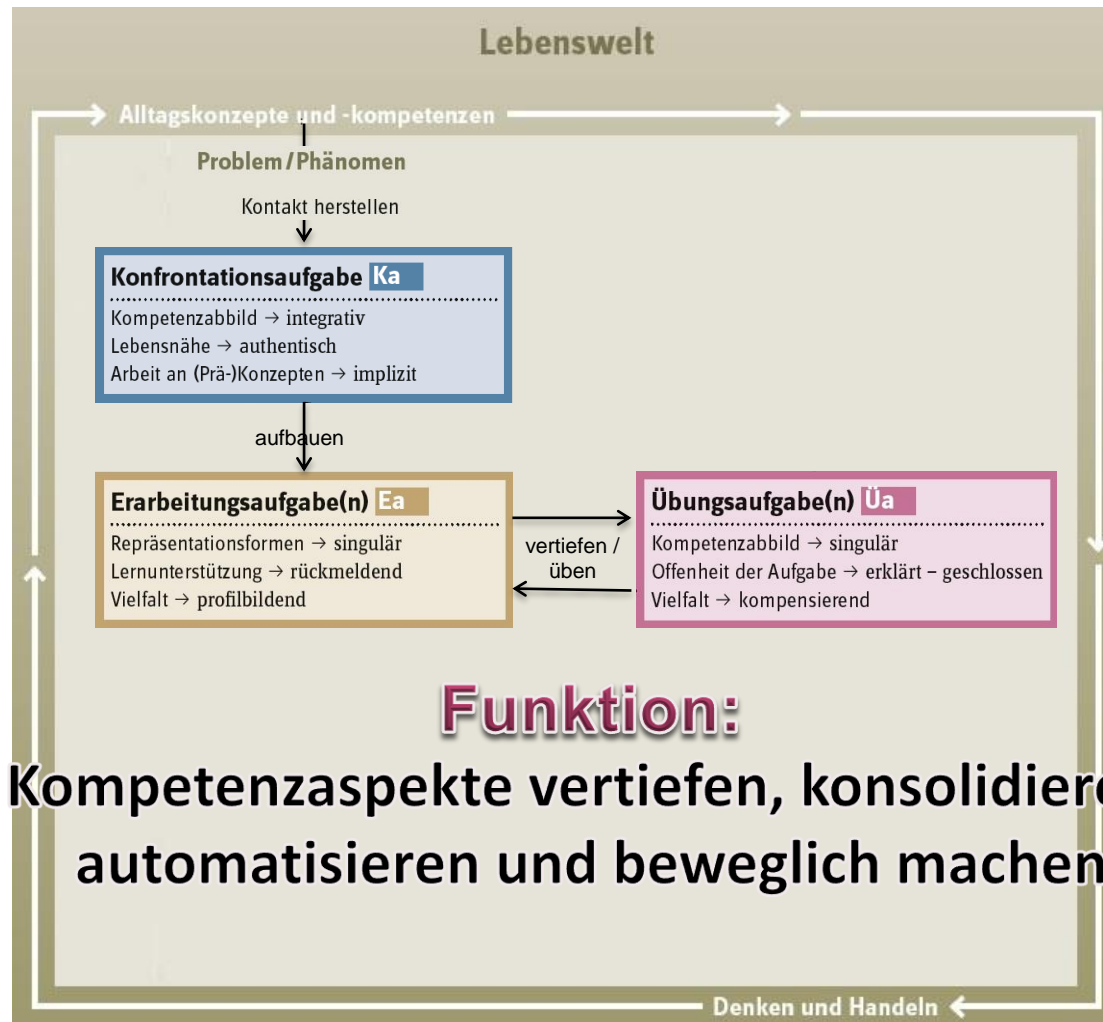 Lebenswelt
Alltagskonzepte und -kompetenzen
Problem/Phänomen
Kontakt herstellen
Konfrontationsaufgabe Ka
Kompetenzabbild → integrativ
Lebensnähe → authentisch
Arbeit an (Prä-)Konzepten → implizit
aufbauen
Erarbeitungsaufgabe(n) Ea
Repräsentationsformen → singulär
Lernunterstützung → rückmeldend
Vielfalt → profilbildend
vertiefen /
üben
Übungsaufgabe(n) Üa
Kompetenzabbild → singulär
Offenheit der Aufgabe → erklärt – geschlossen
Vielfalt → kompensierend
Funktion:
Kompetenzaspekte vertiefen, konsolidiere
automatisieren und beweglich machen
Denken und Handeln